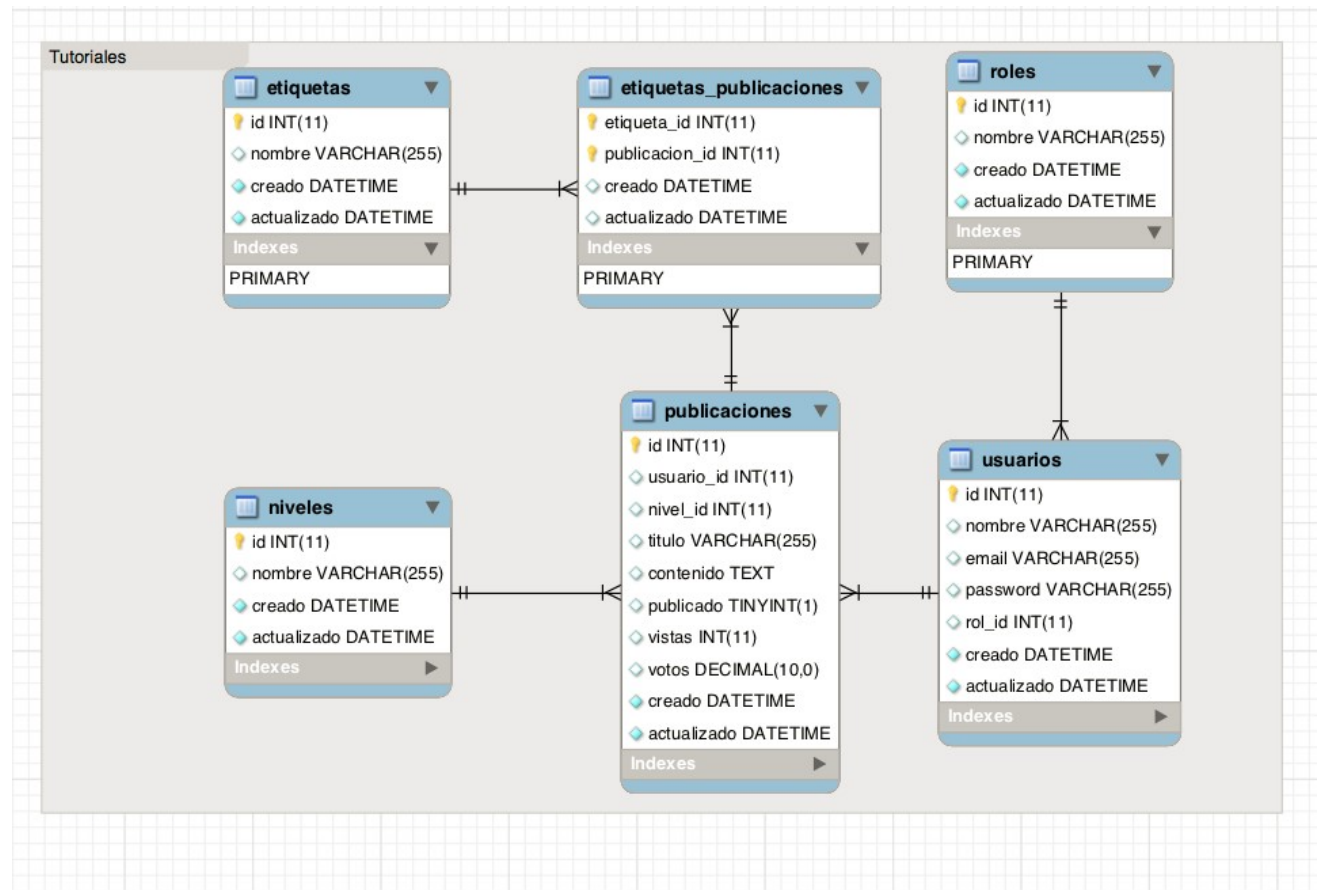 Tutoriales
etiquetas
id INT(11)
nombre VARCHAR(255)
creado DATETIME
actualizado DATETIME
Indexes
PRIMARY
etiquetas_publicaciones
etiqueta_id INT(11)
publicacion_id INT(11)
creado DATETIME
actualizado DATETIME
Indexes
PRIMARY
roles
id INT(11)
nombre VARCHAR(255)
creado DATETIME
actualizado DATETIME
Indexes
PRIMARY
niveles
id INT(11)
nombre VARCHAR(255)
creado DATETIME
actualizado DATETIME
Indexes
publicaciones
id INT(11)
usuario_id INT(11)
nivel_id INT(11)
titulo VARCHAR(255)
contenido TEXT
publicado TINYINT(1)
vistas INT(11)
votos DECIMAL(10,0)
creado DATETIME
actualizado DATETIME
Indexes
usuarios
id INT(11)
nombre VARCHAR(255)
email VARCHAR(255)
password VARCHAR(255)
rol_id INT(11)
creado DATETIME
actualizado DATETIME
Indexes